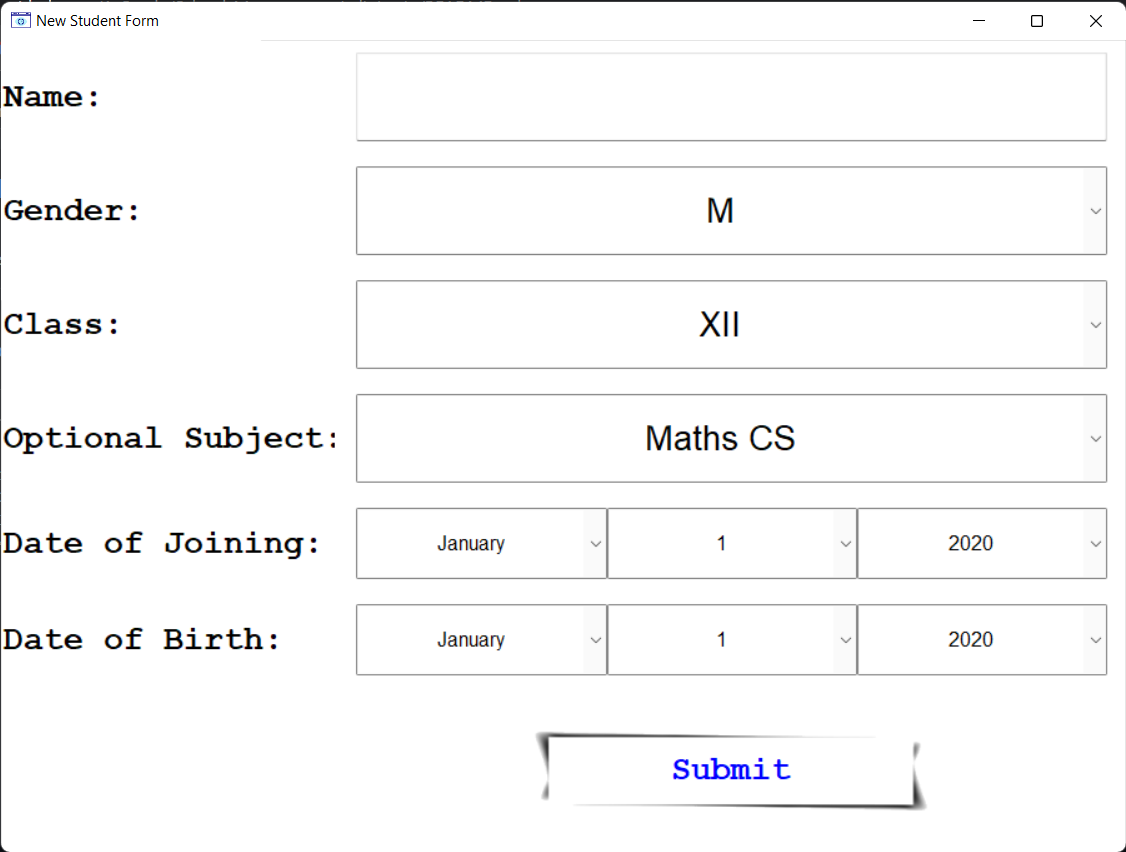 New Student Form
Name:
Gender: M
Class: XII
Optional Subject: Maths CS
Date of Joining: January 1 2020
Date of Birth: January 1 2020
Submit